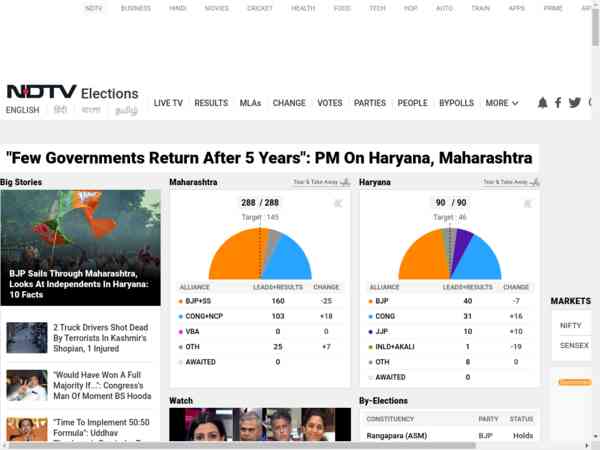 NDTV BUSINESS HINDI MOVIES CRICKET HEALTH FOOD TECH HOP AUTO TRAIN APPS PRIME
NDTV Elections
ENGLISH हिंदी বাংলা தமிழ்
LIVE TV RESULTS MLAs CHANGE VOTES PARTIES PEOPLE BYPOLLS MORE
"Few Governments Return After 5 Years": PM On Haryana, Maharashtra
Big Stories
BJP Sails Through Maharashtra,
Looks At Independents In Haryana:
10 Facts
2 Truck Drivers Shot Dead
By Terrorists In Kashmir's
Shopian, 1 Injured
"Would Have Won A Full
Majority If...": Congress's
Man Of Moment BS Hooda
"Time To Implement 50:50
Formula": Uddhav
Maharashtra Tear & Take Away
288 / 288
Target : 145
ALLIANCE LEADS+RESULTS CHANGE
BJP+SS 160 -25
CONG+NCP 103 +18
VBA 0 0
OTH 25 +7
AWAITED 0
Watch
Haryana Tear & Take Away
90 / 90
Target : 46
ALLIANCE LEADS+RESULTS CHANGE
BJP 40 -7
CONG 31 +16
JJP 10 +10
INLD+AKALI 1 -19
OTH 8 0
AWAITED 0
By-Elections
CONSTITUENCY PARTY STATUS
Rangapara (ASM) BJP Holds
MARKETS
NIFTY
SENSEX